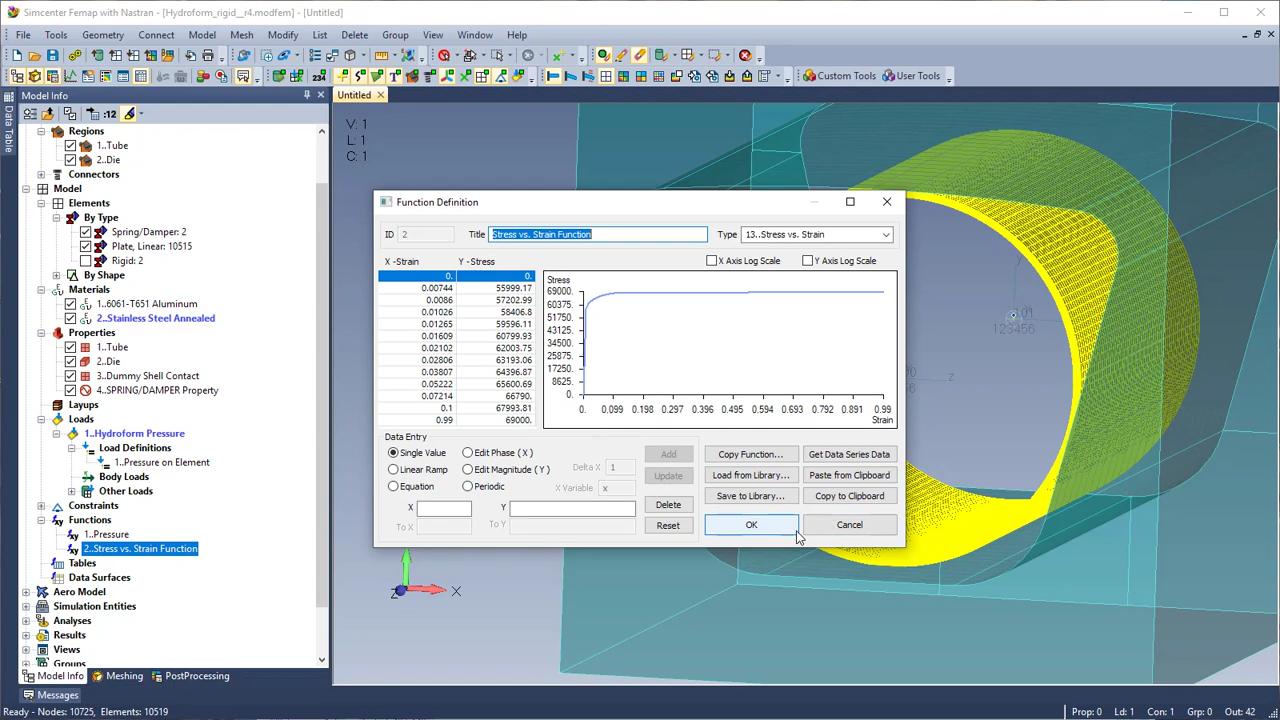 Simcenter Femap with Nastran - [Hydroform_rigid__r4.modfem] - [Untitled]
File Tools Geometry Connect Model Mesh Modify List Delete Group View Window Help
234
Custom Tools User Tools
Model Info
Untitled
Data Table
:12
Regions
1..Tube
2..Die
Connectors
Model
Elements
By Type
Spring/Damper: 2
Plate, Linear: 10515
Rigid: 2
By Shape
Materials
1..6061-T651 Aluminum
2..Stainless Steel Annealed
Properties
1..Tube
2..Die
3..Dummy Shell Contact
4..SPRING/DAMPER Property
Layups
Loads
1..Hydroform Pressure
Load Definitions
1..Pressure on Element
Body Loads
Other Loads
Constraints
Functions
1..Pressure
2..Stress vs. Strain Function
Tables
Data Surfaces
Aero Model
Simulation Entities
Analyses
Results
Views
Groups
Model Info Meshing PostProcessing
Messages
Ready - Nodes: 10725, Elements: 10519
Prop: 0 Ld: 1 Con: 1 Grp: 0 Out: 42
V: 1
L: 1
C: 1
Function Definition
ID 2 Title Stress vs. Strain Function Type 13..Stress vs. Strain
X -Strain Y -Stress
X Axis Log Scale Y Axis Log Scale
0. 0.
0.00744 55999.17
0.0086 57202.99
0.01026 58406.8
0.01265 59596.11
0.01609 60799.93
0.02102 62003.75
0.02806 63193.06
0.03807 64396.87
0.05222 65600.69
0.07214 66790.
0.1 67993.81
0.99 69000.
Stress
69000.
60375.
51750.
43125.
34500.
25875.
17250.
8625.
0.
0. 0.099 0.198 0.297 0.396 0.495 0.594 0.693 0.792 0.891 0.99
Strain
Data Entry
Single Value Edit Phase (X)
Linear Ramp Edit Magnitude (Y)
Equation Periodic
Delta X 1
X Variable x
X Y
To X To Y
Add
Update
Delete
Reset
Copy Function... Get Data Series Data
Load from Library... Paste from Clipboard
Save to Library... Copy to Clipboard
OK Cancel
y
z
123456
Z X